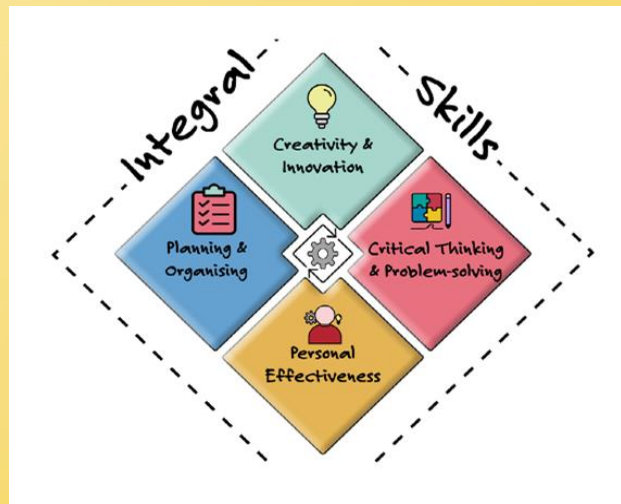 Integral
Skills
Creativity &
Innovation
Planning &
Organising
Critical Thinking
& Problem-solving
Personal
Effectiveness